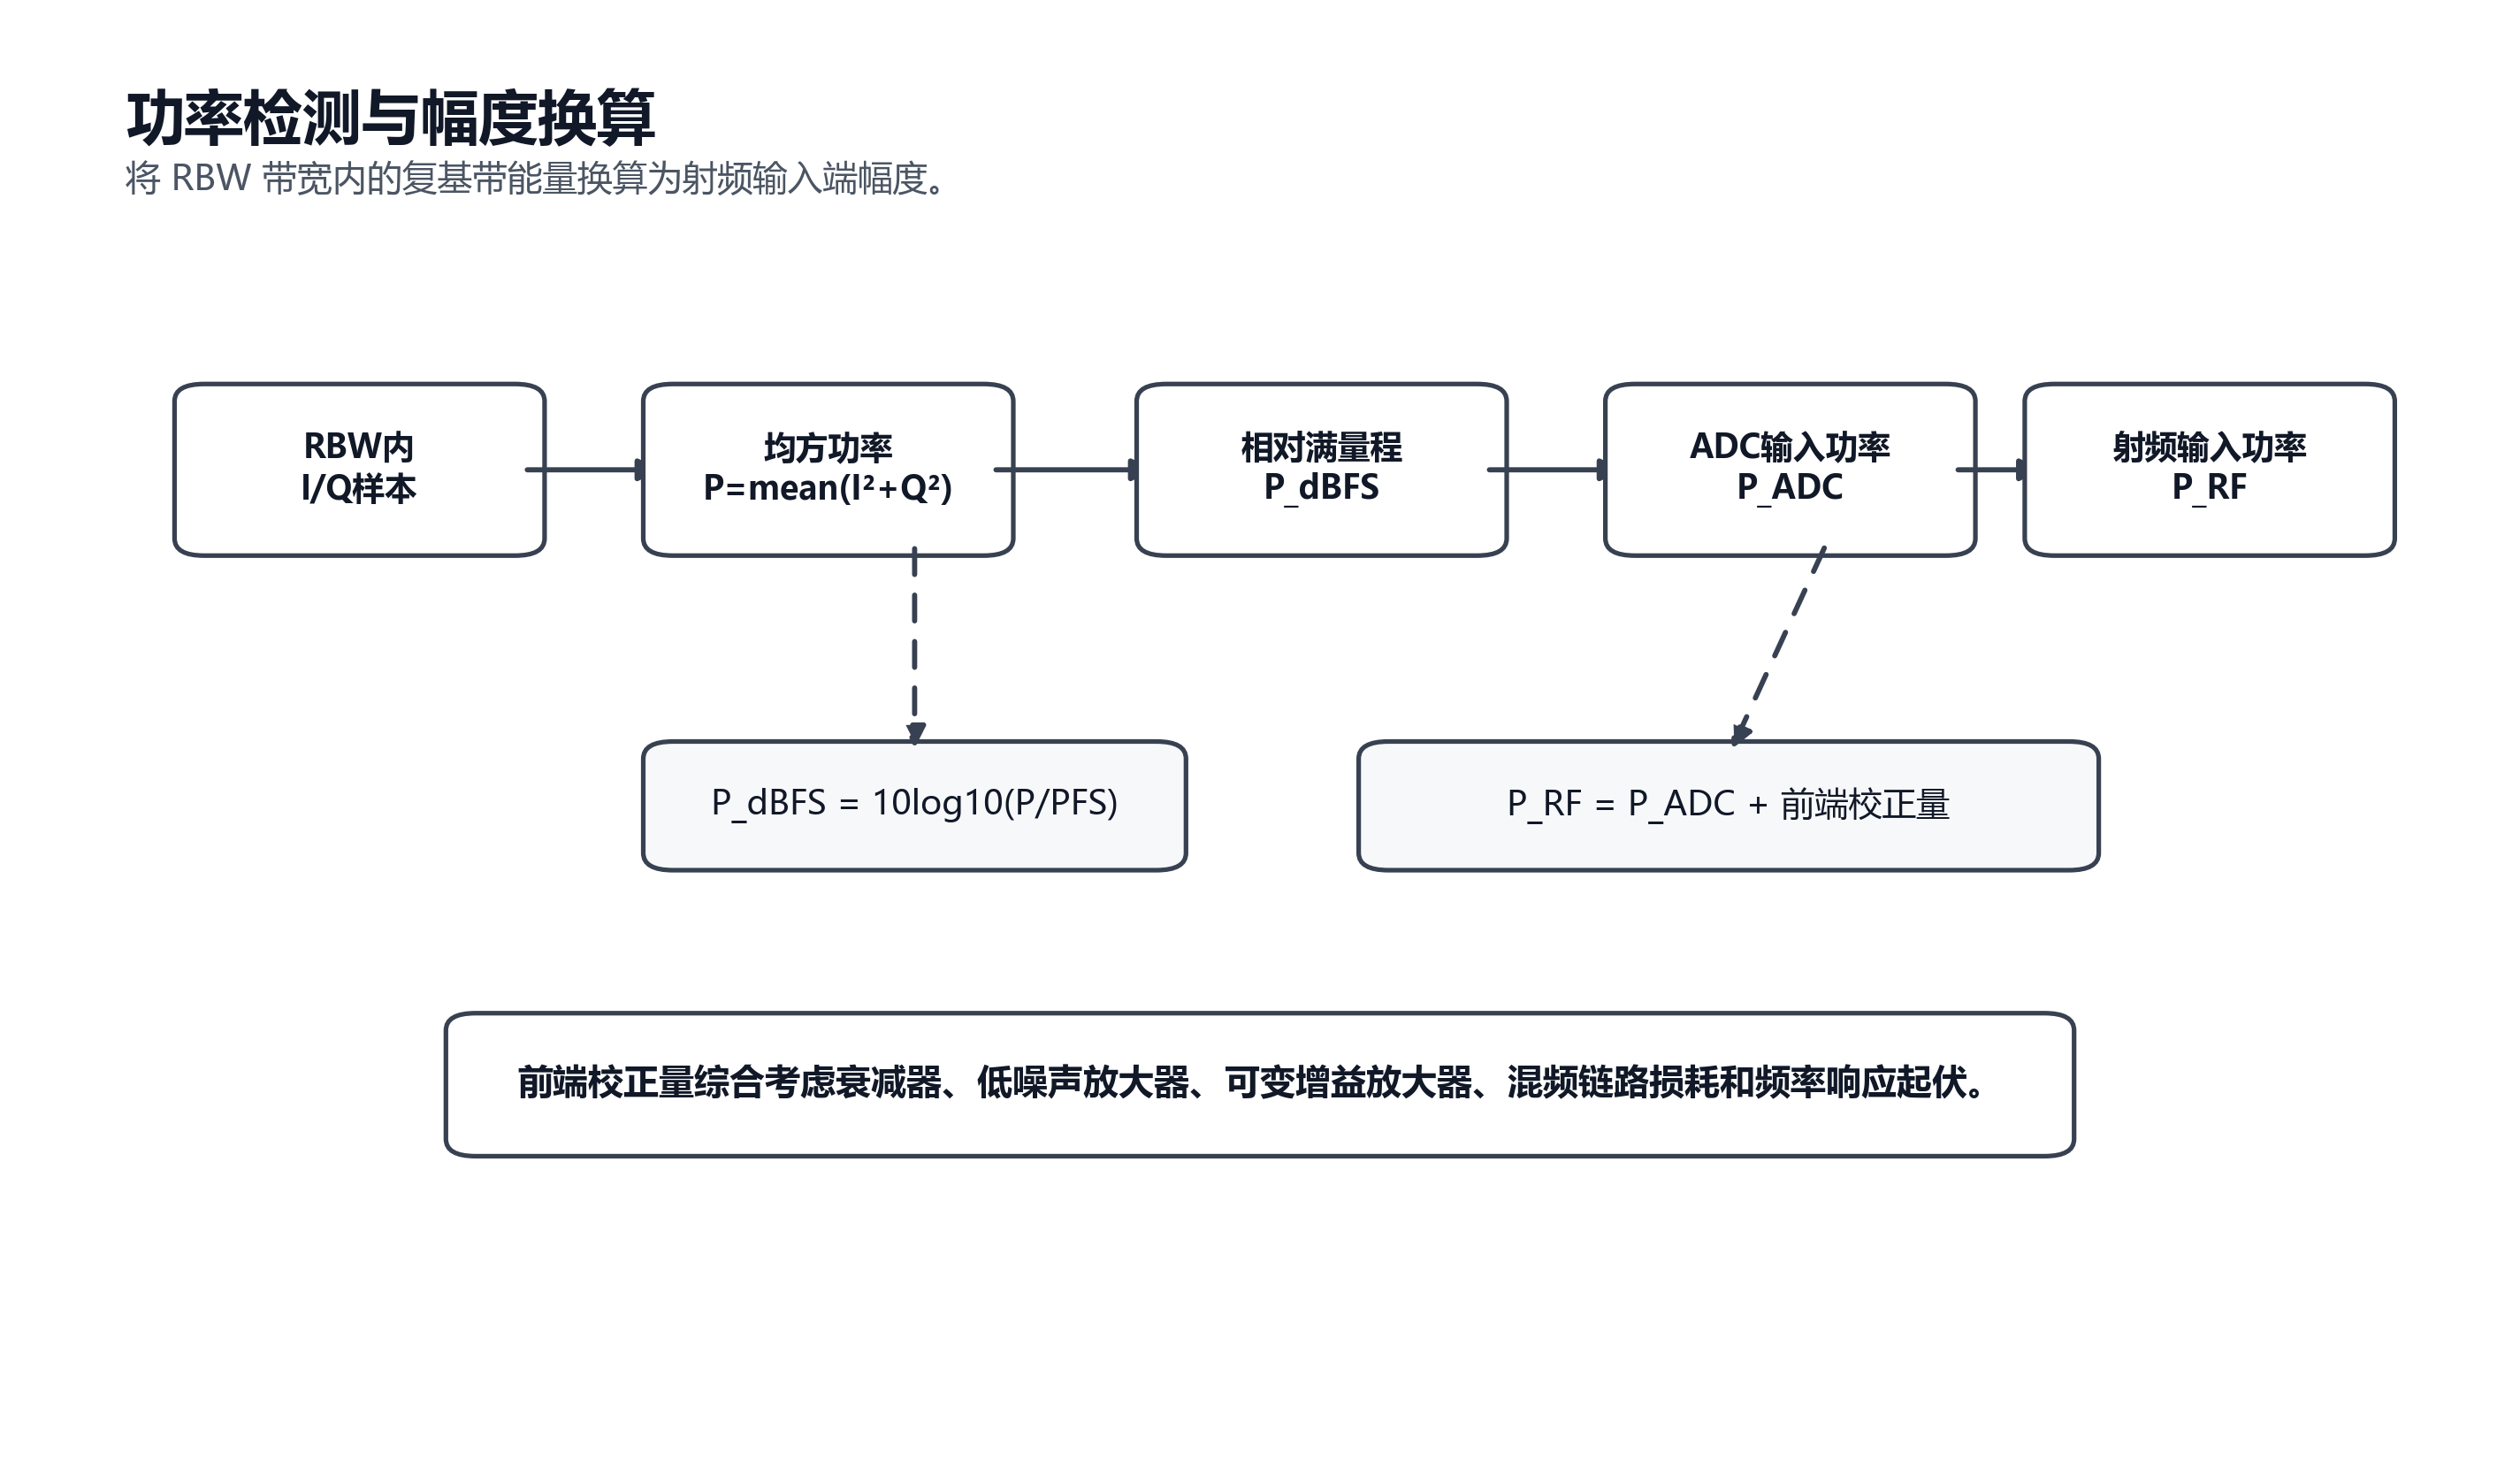 功率检测与幅度换算
将 RBW 带宽内的复基带能量换算为射频输入端幅度。
RBW内
I/Q样本
均方功率
P=mean(I²+Q²)
相对满量程
P_dBFS
ADC输入功率
P_ADC
射频输入功率
P_RF
P_dBFS = 10log10(P/PFS)
P_RF = P_ADC + 前端校正量
前端校正量综合考虑衰减器、低噪声放大器、可变增益放大器、混频链路损耗和频率响应起伏。